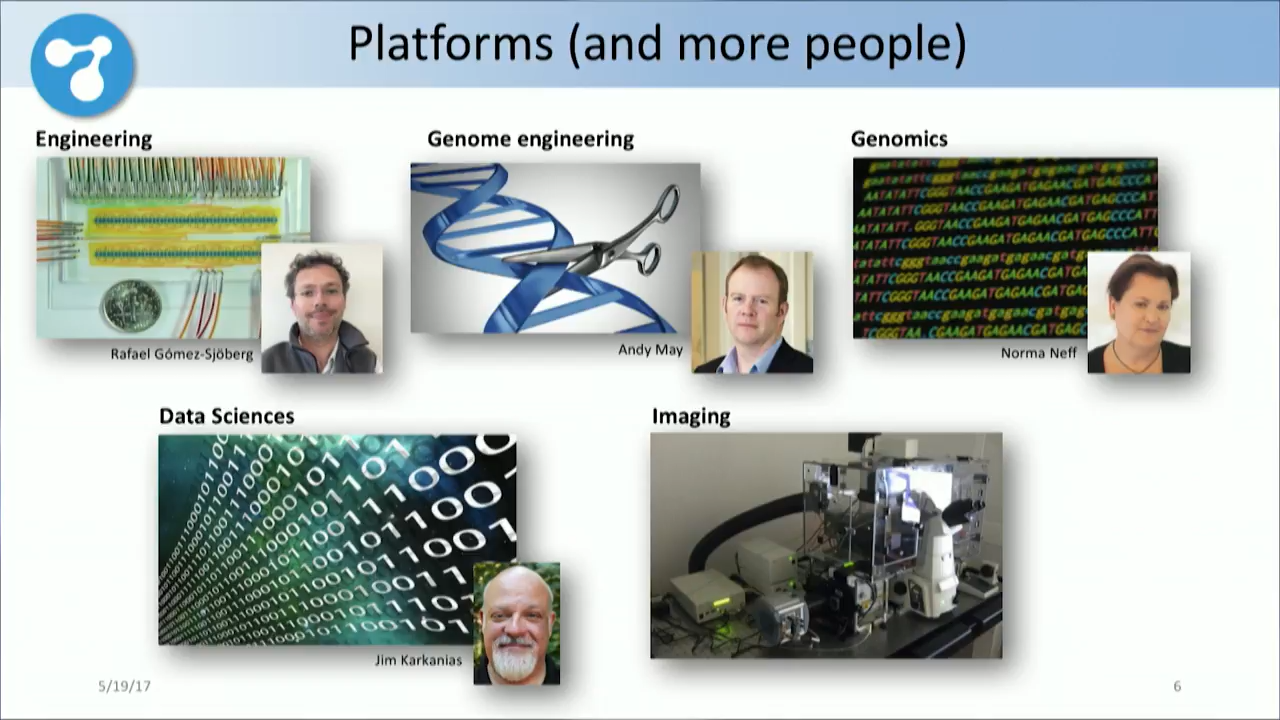 Platforms (and more people)
Engineering
Genome engineering
Genomics
Rafael Gómez-Sjöberg
Andy May
Norma Neff
Data Sciences
Imaging
Jim Karkanias
5/19/17
6